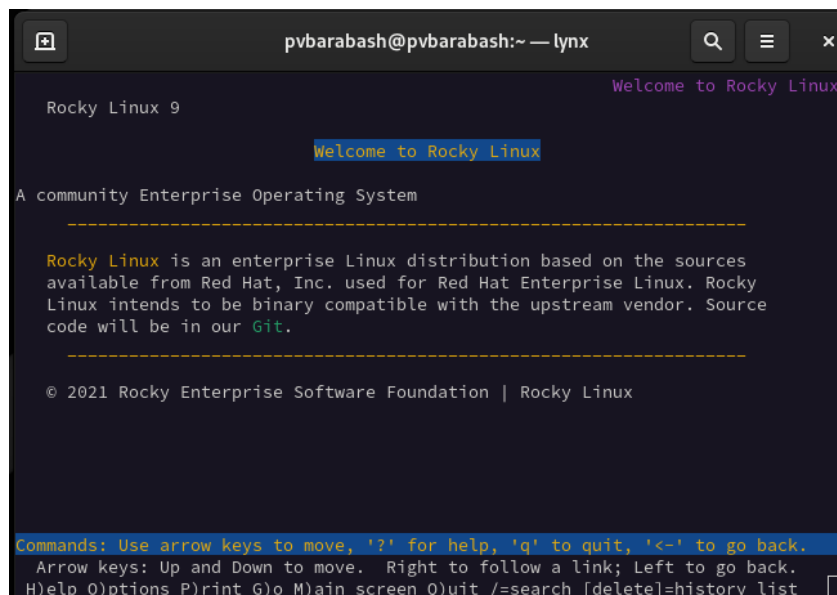 pvbarabash@pvbarabash:~ — lynx
Welcome to Rocky Linux
Rocky Linux 9
Welcome to Rocky Linux
A community Enterprise Operating System
Rocky Linux is an enterprise Linux distribution based on the sources
available from Red Hat, Inc. used for Red Hat Enterprise Linux. Rocky
Linux intends to be binary compatible with the upstream vendor. Source
code will be in our Git.
© 2021 Rocky Enterprise Software Foundation | Rocky Linux
Commands: Use arrow keys to move, '?' for help, 'q' to quit, '<-' to go back.
Arrow keys: Up and Down to move. Right to follow a link; Left to go back.
H)elp O)ptions P)rint G)o M)ain screen Q)uit /=search [delete]=history list